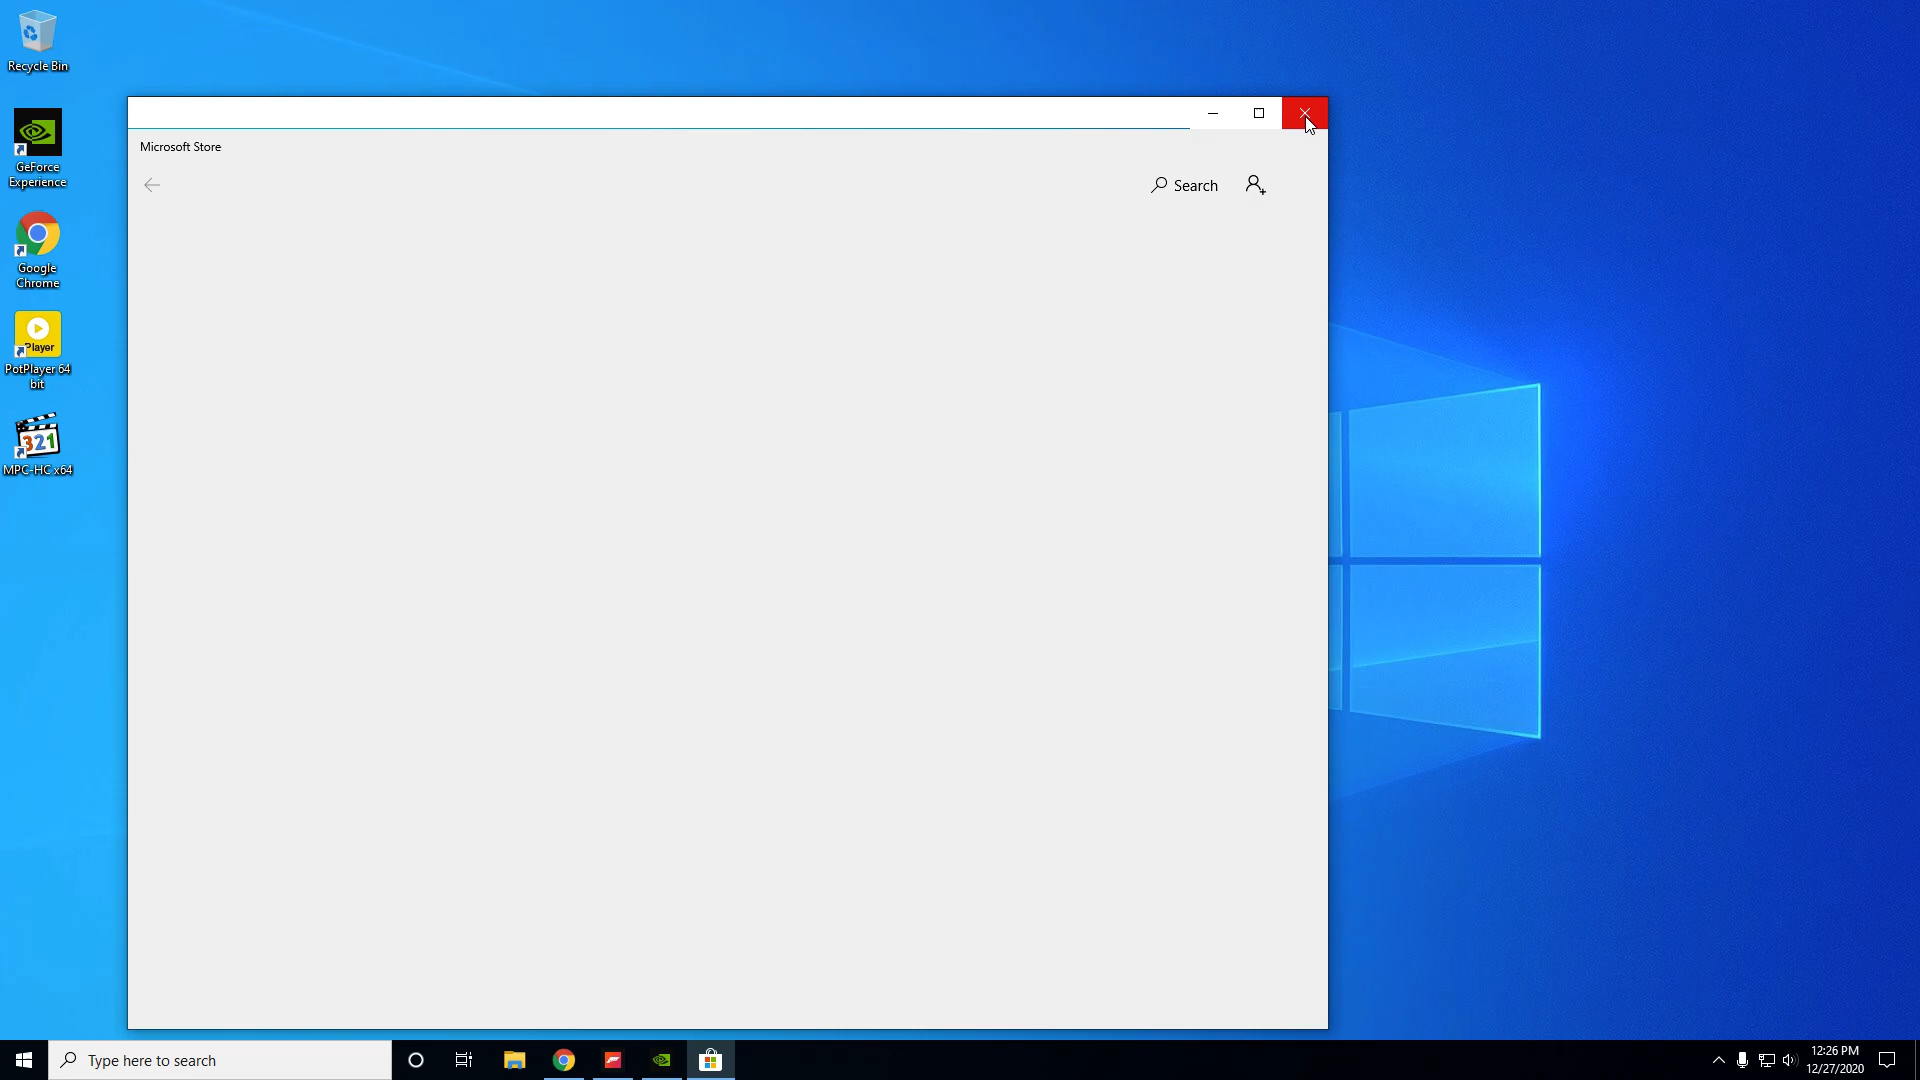 Recycle Bin
GeForce
Experience
Google
Chrome
Player
PotPlayer 64
bit
321
MPC-HC x64
Microsoft Store
Search
Type here to search
12:26 PM
12/27/2020